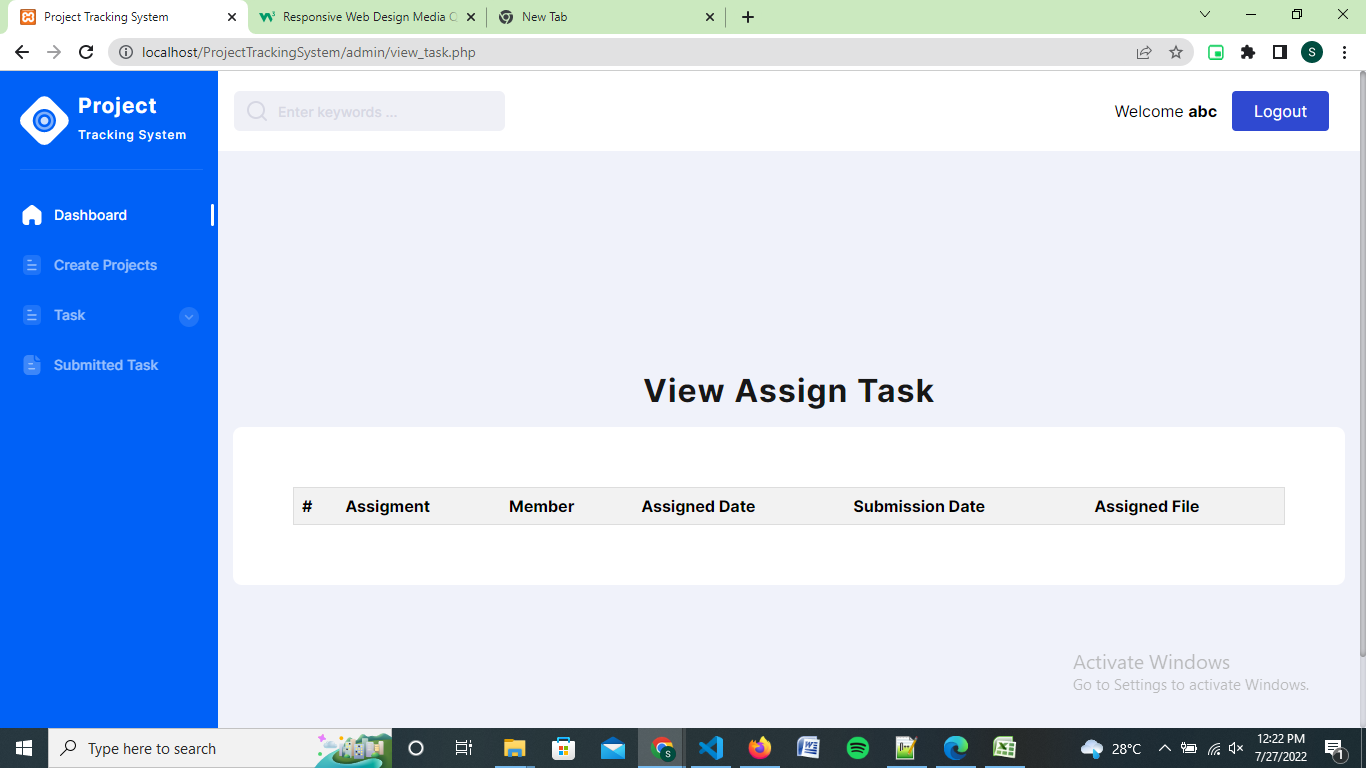 Project Tracking System
Responsive Web Design Media Q
New Tab
localhost/ProjectTrackingSystem/admin/view_task.php
S
Project
Tracking System
Enter keywords ...
Welcome abc
Logout
Dashboard
Create Projects
Task
Submitted Task
View Assign Task
# Assigment Member Assigned Date Submission Date Assigned File
Activate Windows
Go to Settings to activate Windows.
Type here to search
28°C
12:22 PM
7/27/2022
1